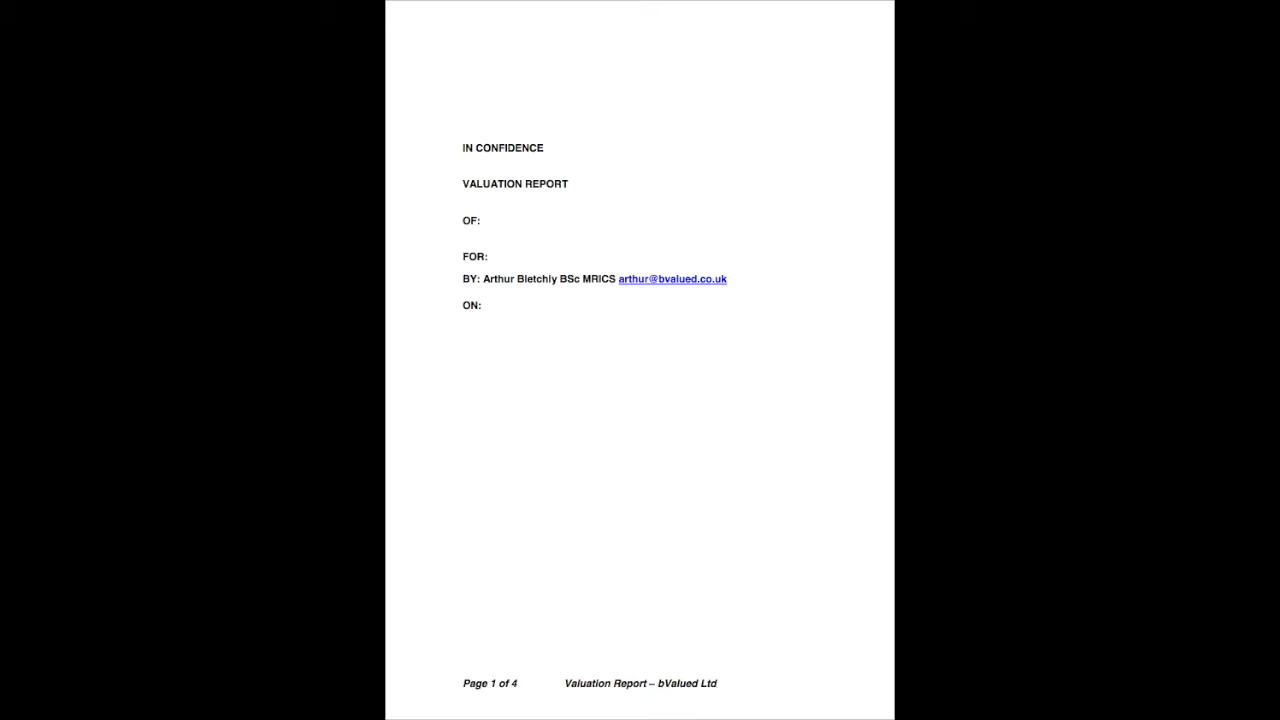 IN CONFIDENCE
VALUATION REPORT
OF:
FOR:
BY: Arthur Bletchly BSc MRICS arthur@bvalued.co.uk
ON:
Page 1 of 4 Valuation Report – bValued Ltd